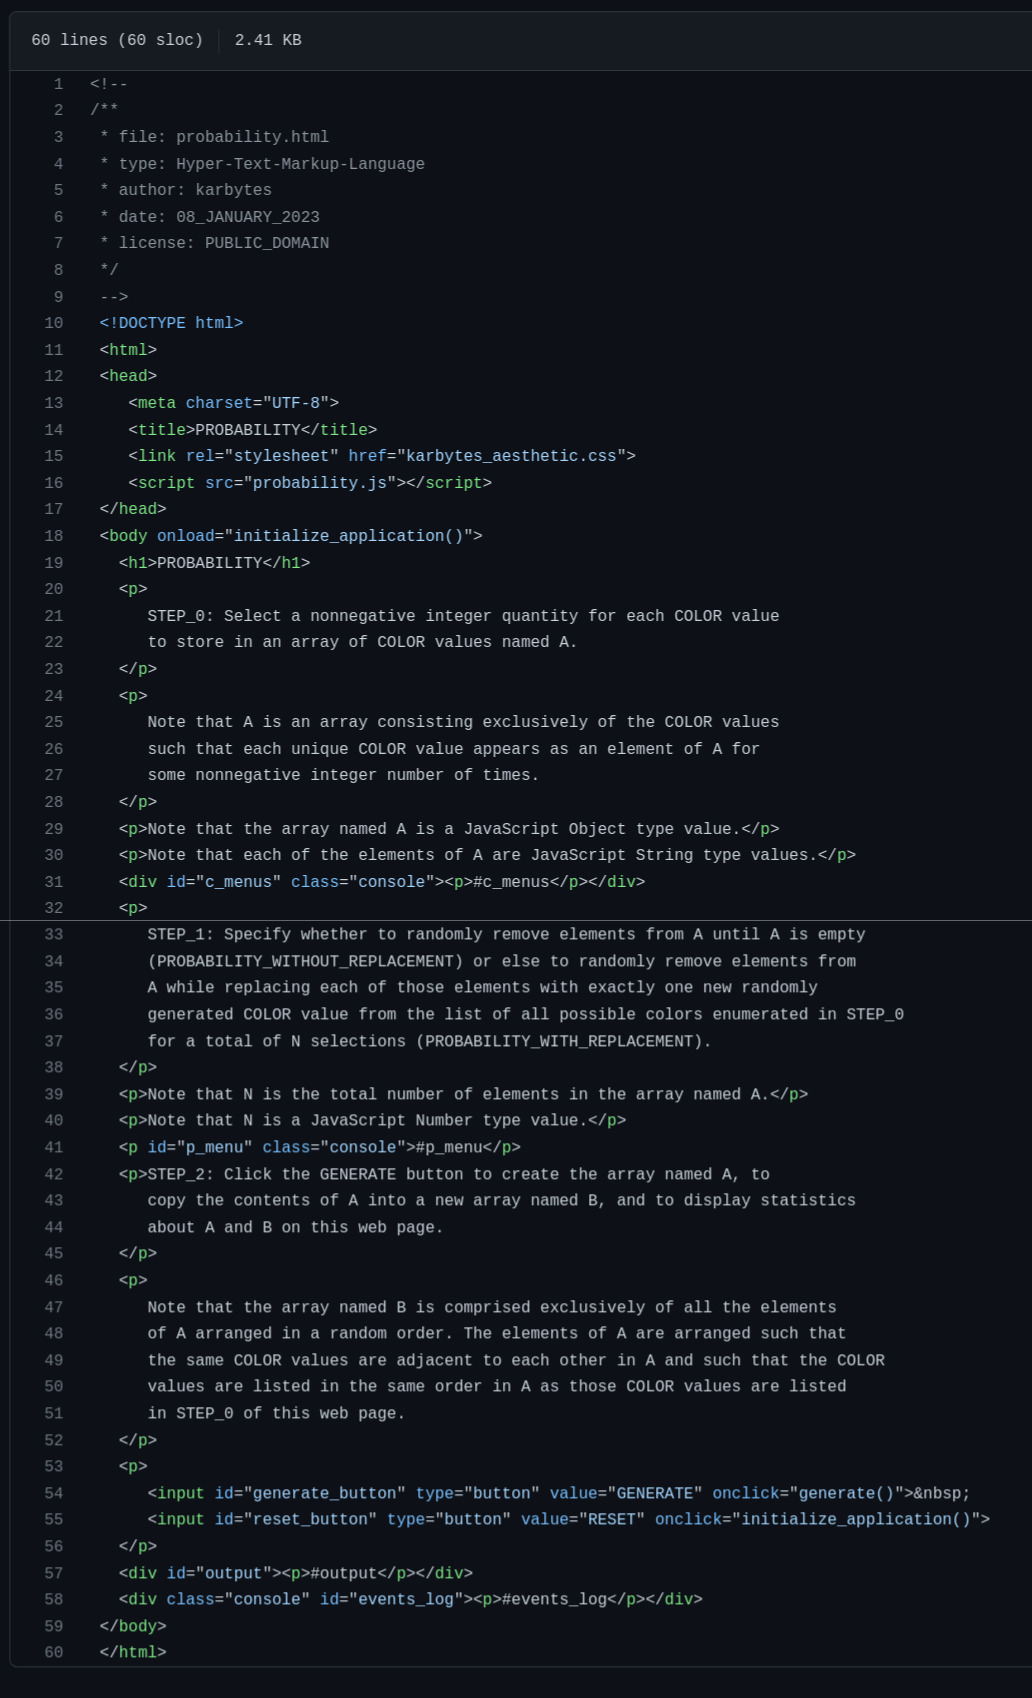 60 lines (60 sloc) 2.41 KB
1 <!--
2 /**
3  * file: probability.html
4  * type: Hyper-Text-Markup-Language
5  * author: karbytes
6  * date: 08_JANUARY_2023
7  * license: PUBLIC_DOMAIN
8  */
9  -->
10  <!DOCTYPE html>
11  <html>
12  <head>
13     <meta charset="UTF-8">
14     <title>PROBABILITY</title>
15     <link rel="stylesheet" href="karbytes_aesthetic.css">
16     <script src="probability.js"></script>
17  </head>
18  <body onload="initialize_application()">
19    <h1>PROBABILITY</h1>
20    <p>
21       STEP_0: Select a nonnegative integer quantity for each COLOR value
22       to store in an array of COLOR values named A.
23    </p>
24    <p>
25       Note that A is an array consisting exclusively of the COLOR values
26       such that each unique COLOR value appears as an element of A for
27       some nonnegative integer number of times.
28    </p>
29    <p>Note that the array named A is a JavaScript Object type value.</p>
30    <p>Note that each of the elements of A are JavaScript String type values.</p>
31    <div id="c_menus" class="console"><p>#c_menus</p></div>
32    <p>
33       STEP_1: Specify whether to randomly remove elements from A until A is empty
34       (PROBABILITY_WITHOUT_REPLACEMENT) or else to randomly remove elements from
35       A while replacing each of those elements with exactly one new randomly
36       generated COLOR value from the list of all possible colors enumerated in STEP_0
37       for a total of N selections (PROBABILITY_WITH_REPLACEMENT).
38    </p>
39    <p>Note that N is the total number of elements in the array named A.</p>
40    <p>Note that N is a JavaScript Number type value.</p>
41    <p id="p_menu" class="console">#p_menu</p>
42    <p>STEP_2: Click the GENERATE button to create the array named A, to
43       copy the contents of A into a new array named B, and to display statistics
44       about A and B on this web page.
45    </p>
46    <p>
47       Note that the array named B is comprised exclusively of all the elements
48       of A arranged in a random order. The elements of A are arranged such that
49       the same COLOR values are adjacent to each other in A and such that the COLOR
50       values are listed in the same order in A as those COLOR values are listed
51       in STEP_0 of this web page.
52    </p>
53    <p>
54       <input id="generate_button" type="button" value="GENERATE" onclick="generate()">&nbsp;
55       <input id="reset_button" type="button" value="RESET" onclick="initialize_application()">
56    </p>
57    <div id="output"><p>#output</p></div>
58    <div class="console" id="events_log"><p>#events_log</p></div>
59  </body>
60  </html>